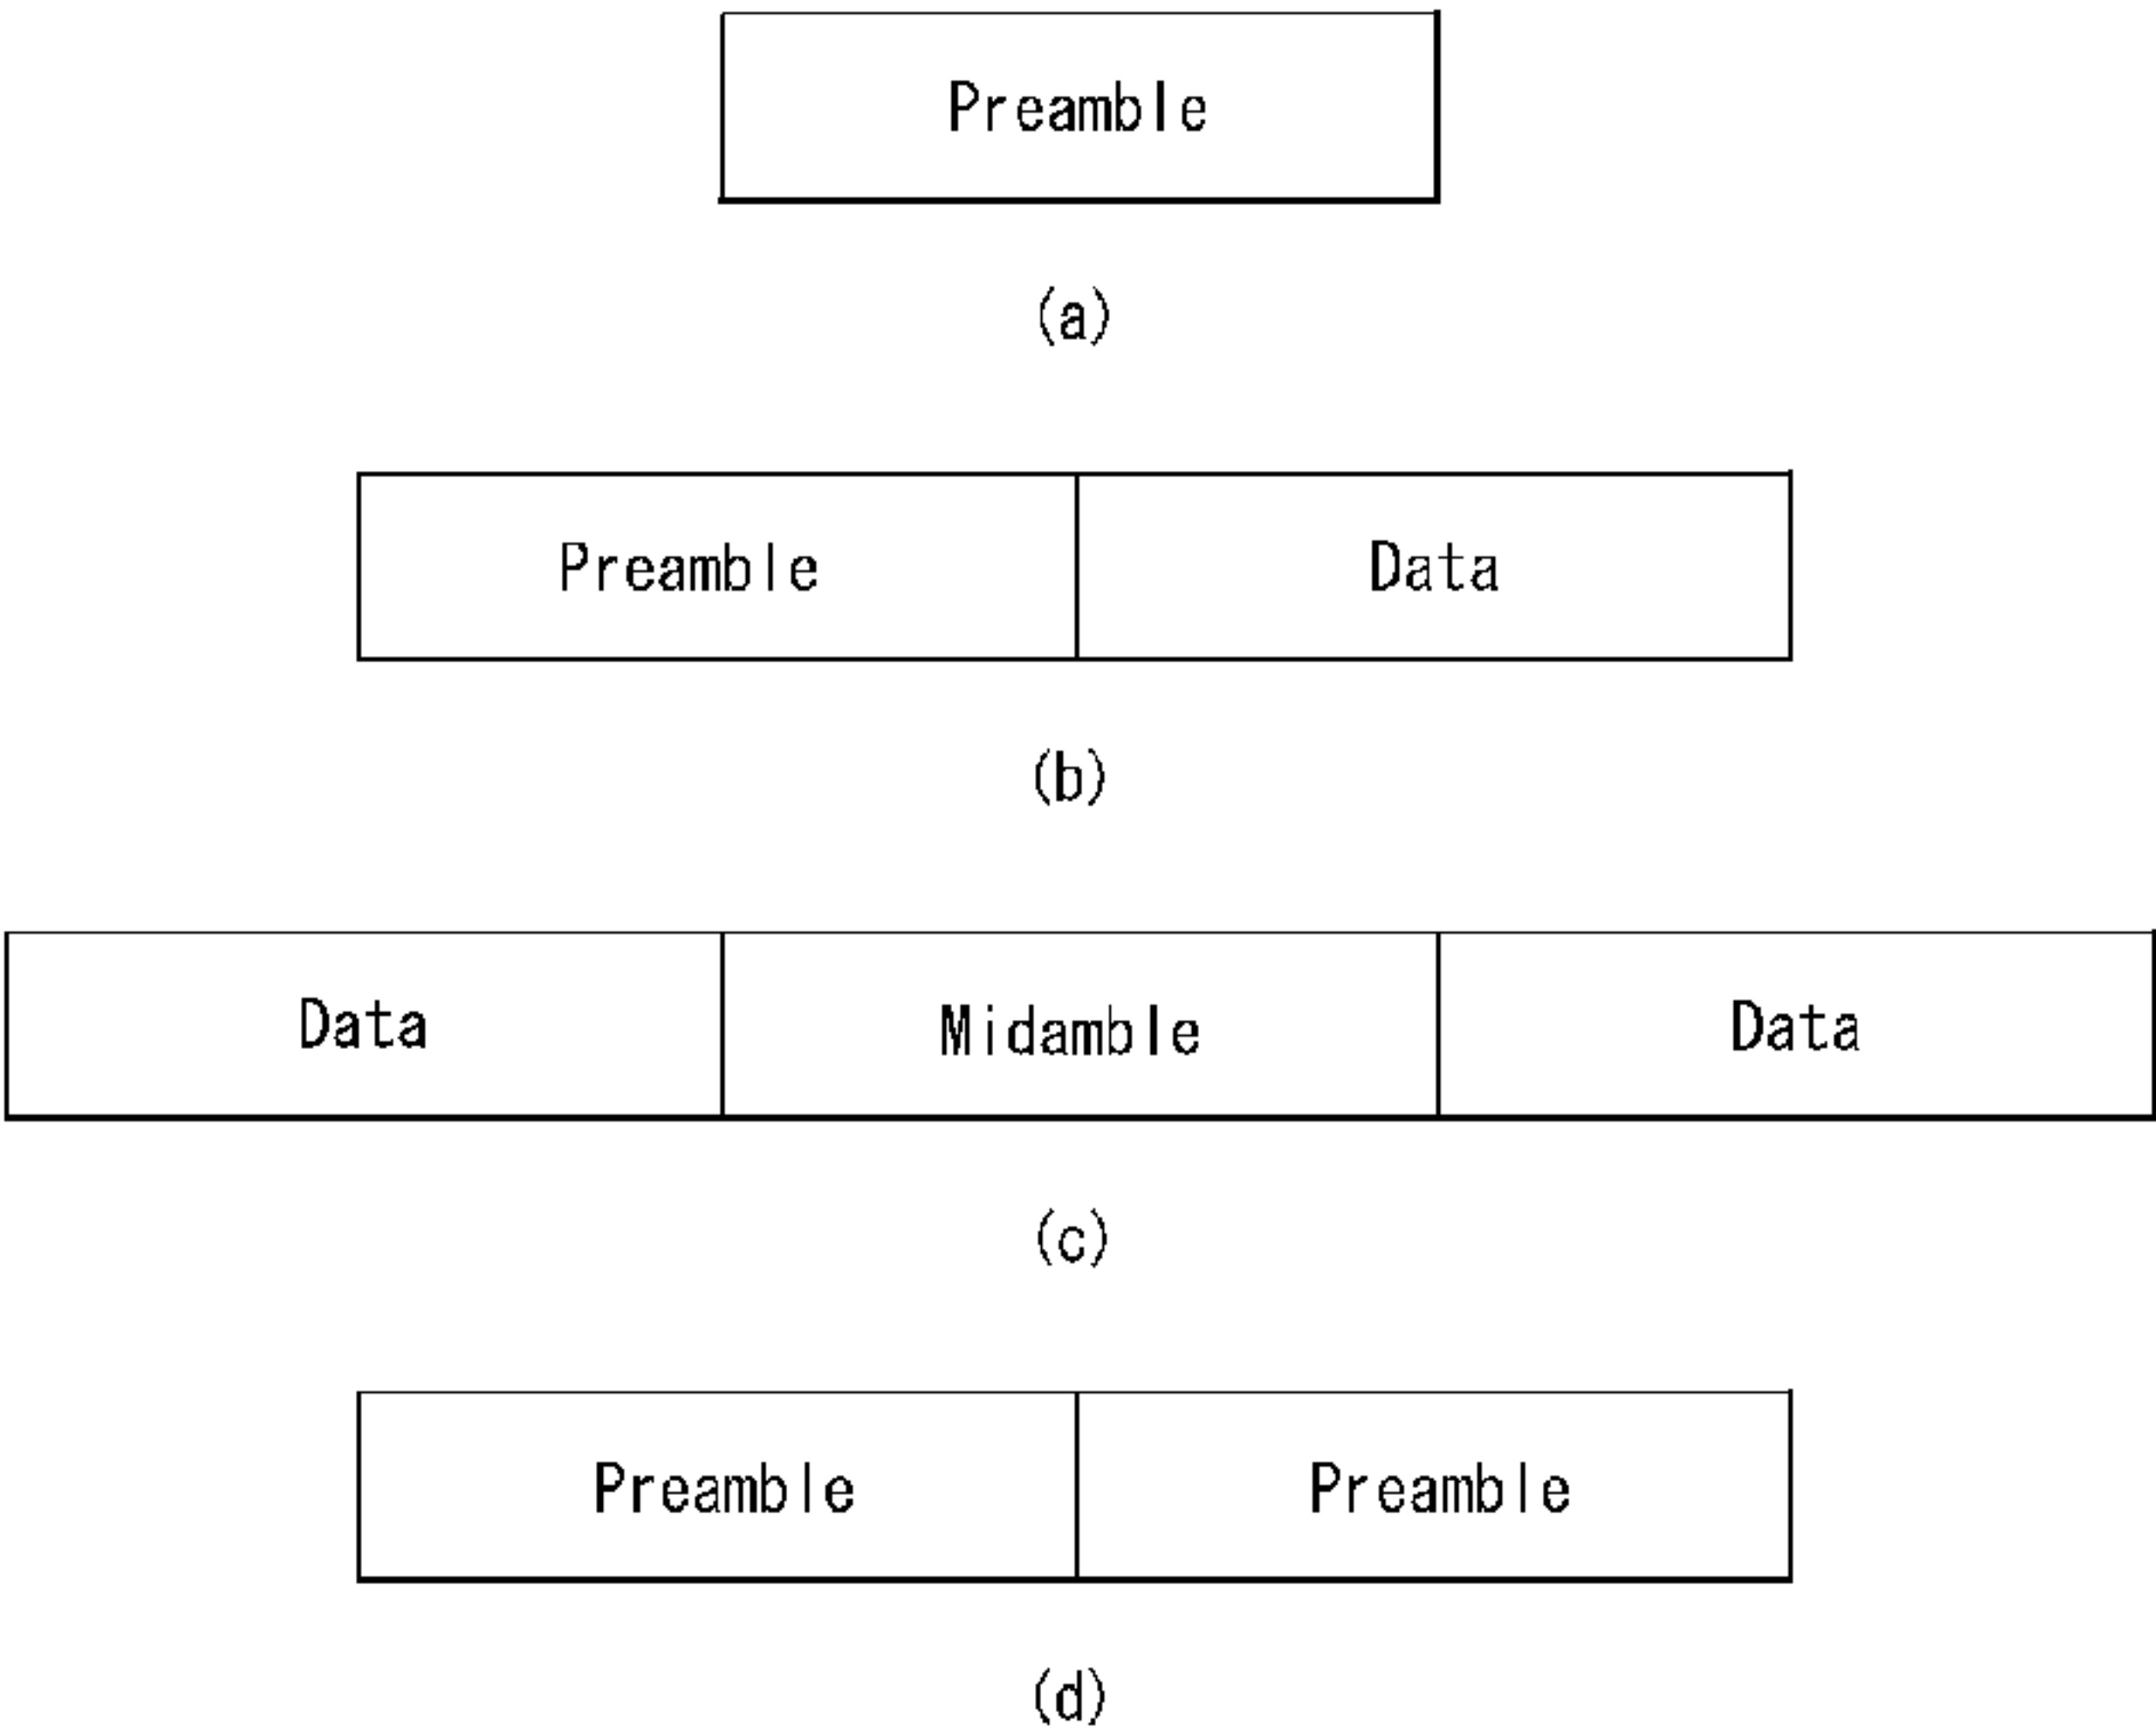 Preamble
(a)
Preamble Data
(b)
Data Midamble Data
(c)
Preamble Preamble
(d)